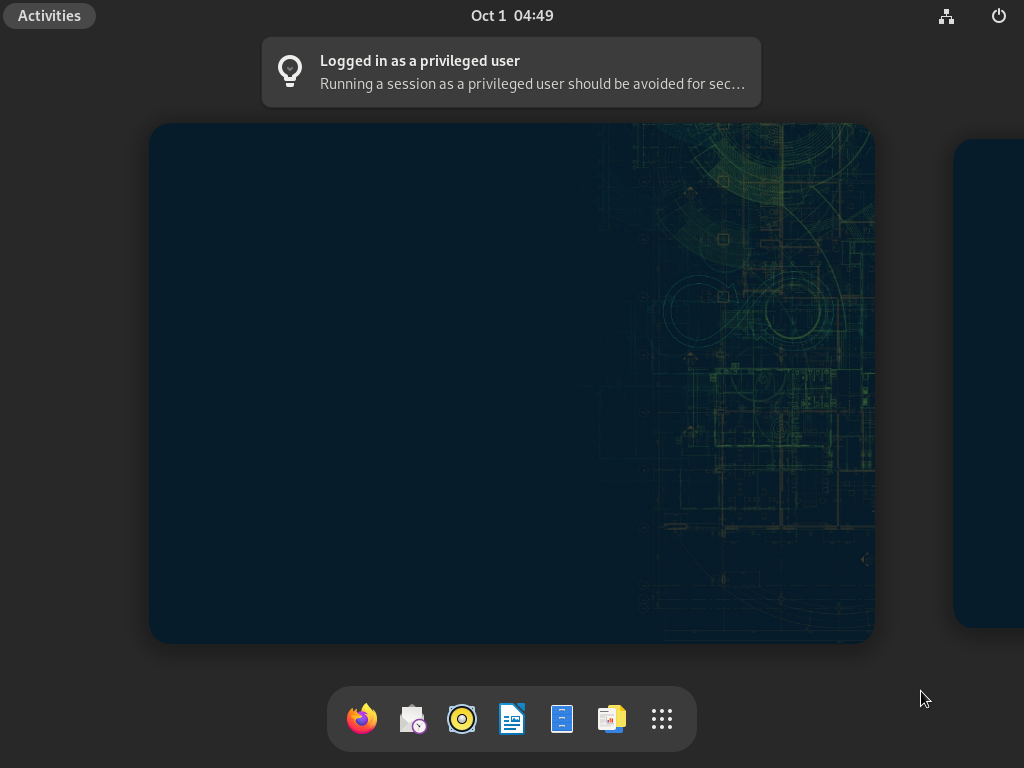 Activities
Oct 1 04:49
Logged in as a privileged user
Running a session as a privileged user should be avoided for sec…